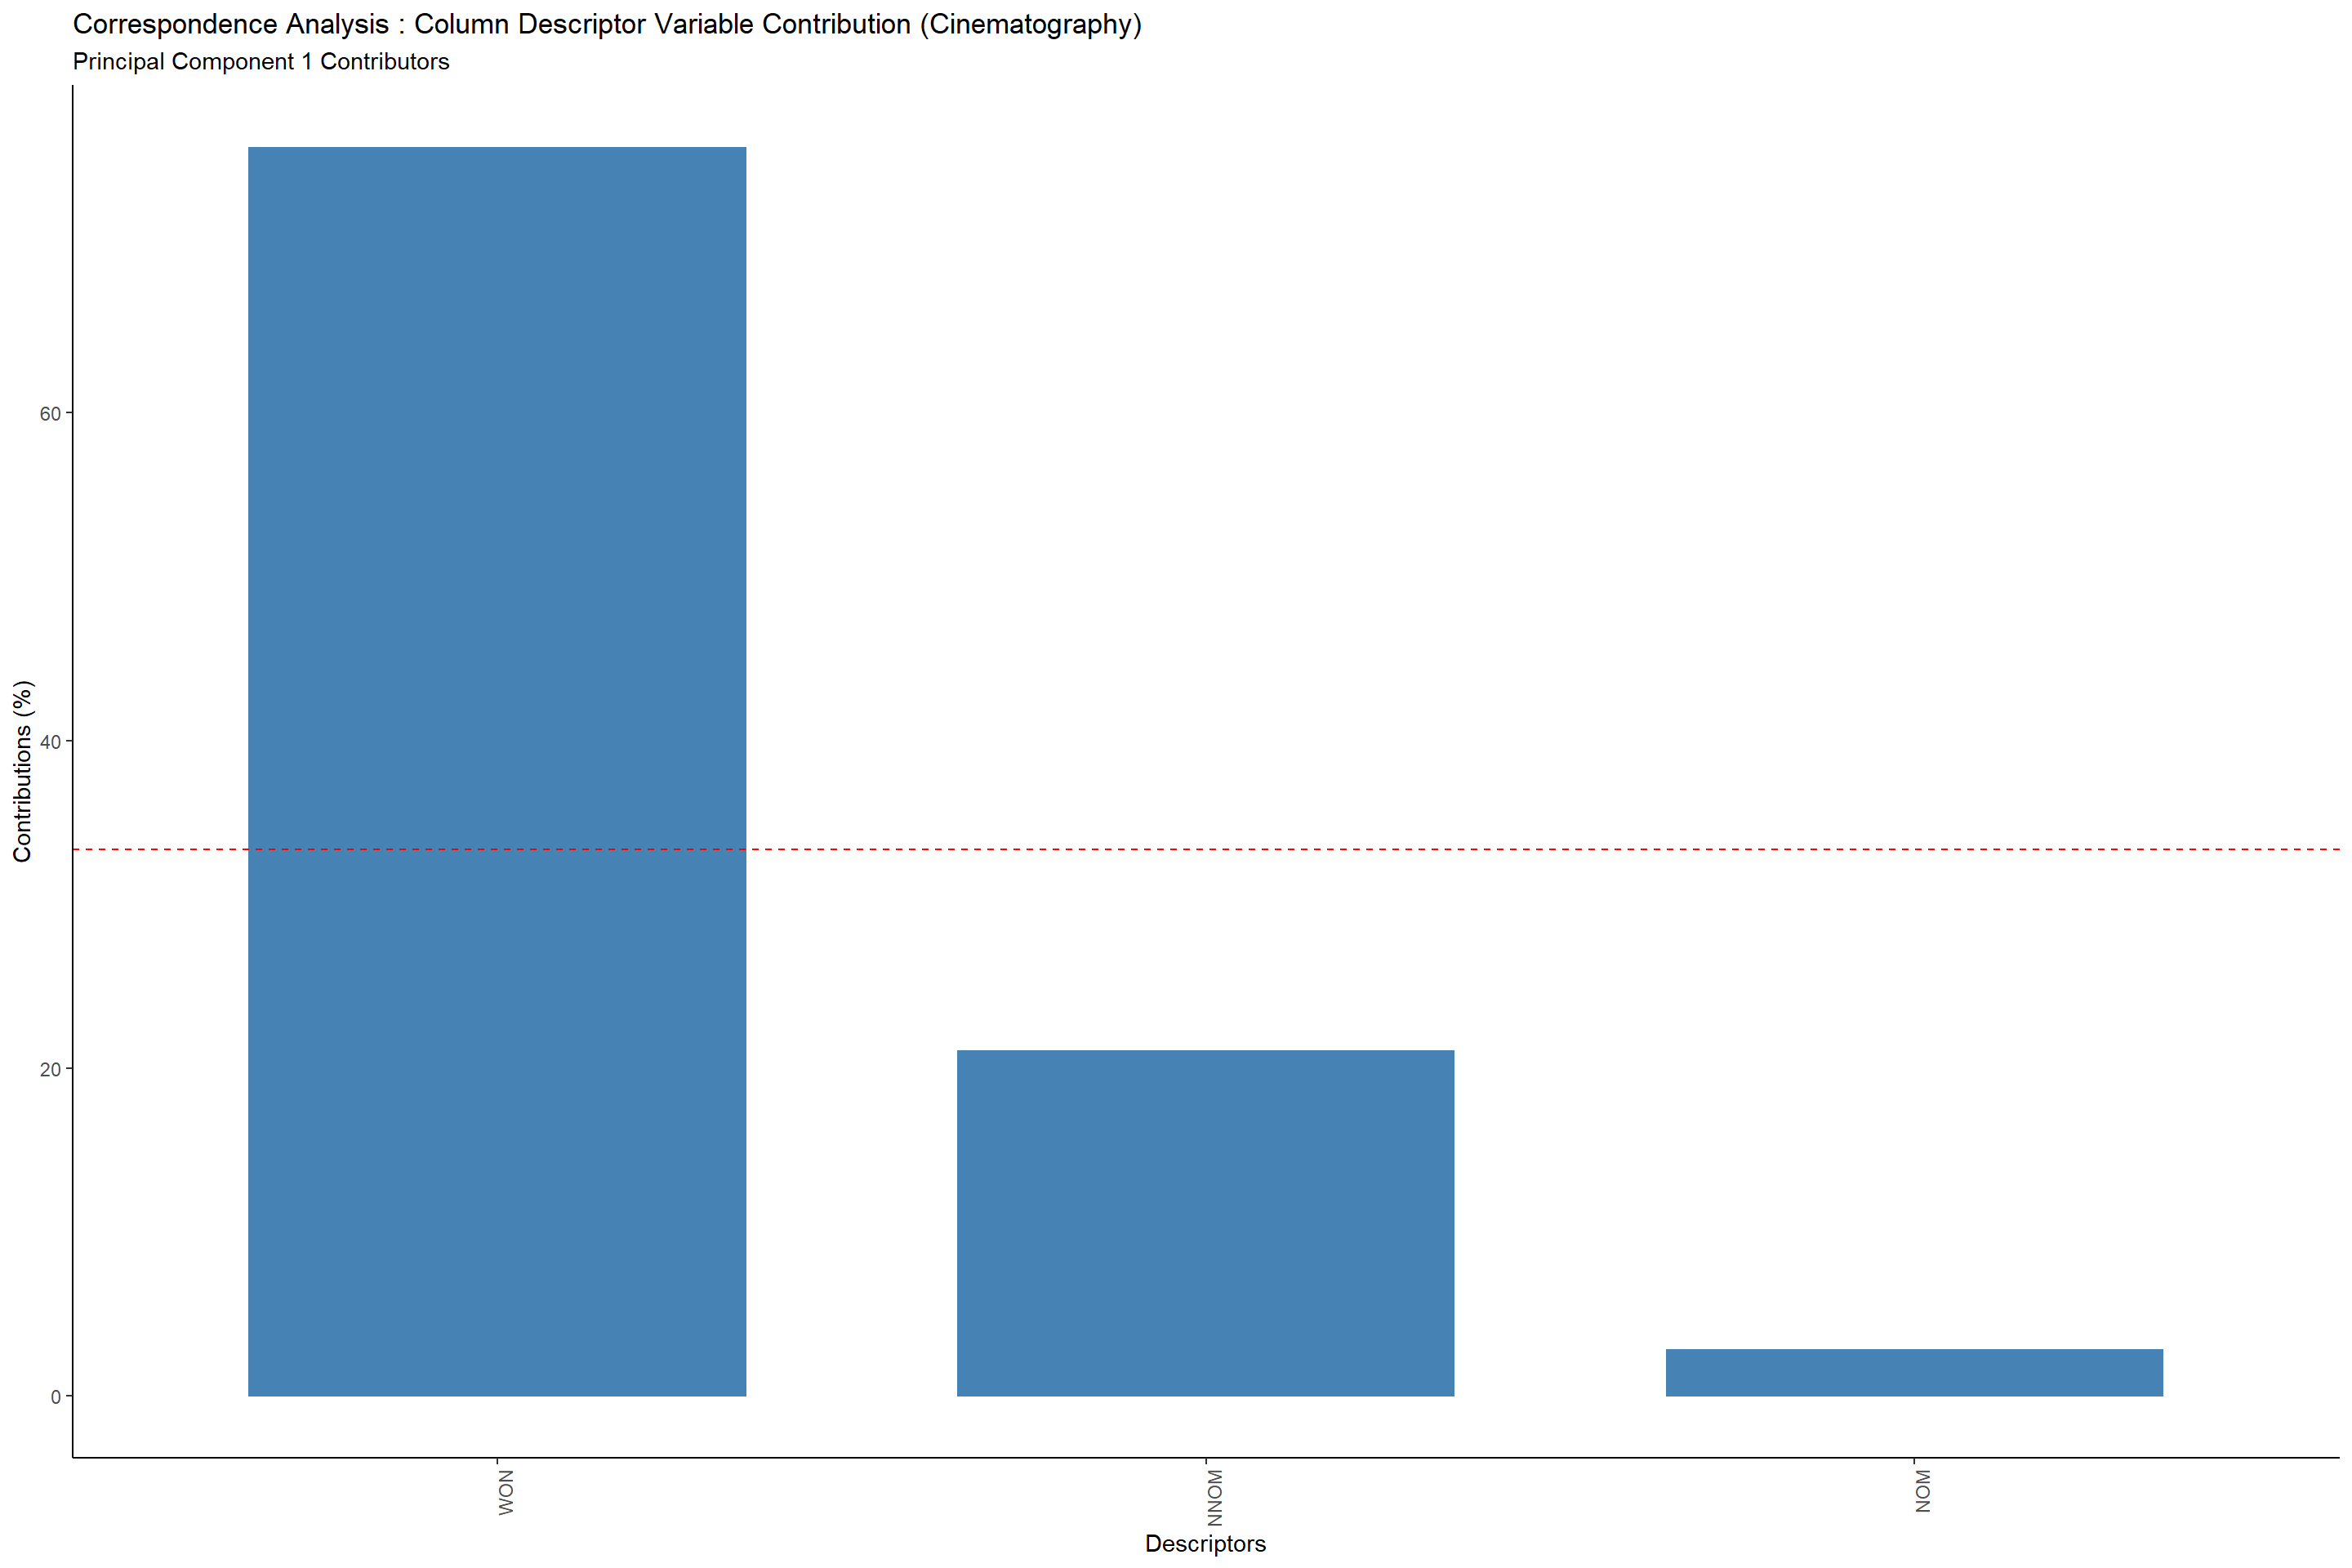 Correspondence Analysis : Column Descriptor Variable Contribution (Cinematography)
Principal Component 1 Contributors
Contributions (%)
60
40
20
0
WON
NNOM
NOM
Descriptors